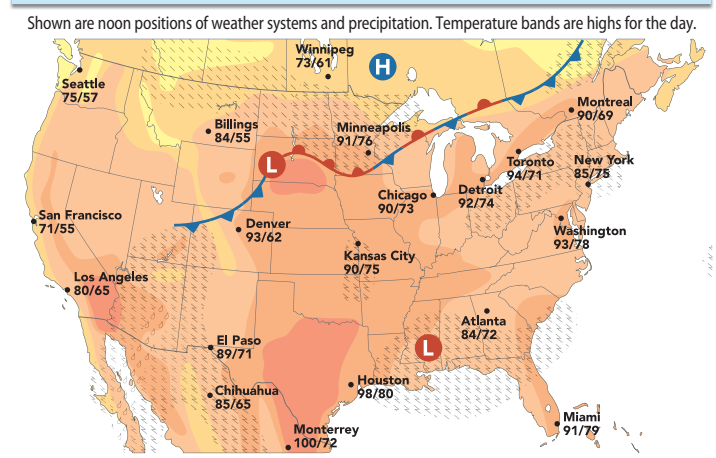 Shown are noon positions of weather systems and precipitation. Temperature bands are highs for the day.
Winnipeg
73/61
H
Seattle
75/57
Montreal
90/69
Billings
84/55
Minneapolis
91/76
L
Toronto
94/71
New York
85/75
Chicago
90/73
Detroit
92/74
San Francisco
71/55
Denver
93/62
Washington
93/78
Kansas City
90/75
Los Angeles
80/65
Atlanta
84/72
El Paso
89/71
L
Chihuahua
85/65
Houston
98/80
Miami
91/79
Monterrey
100/72